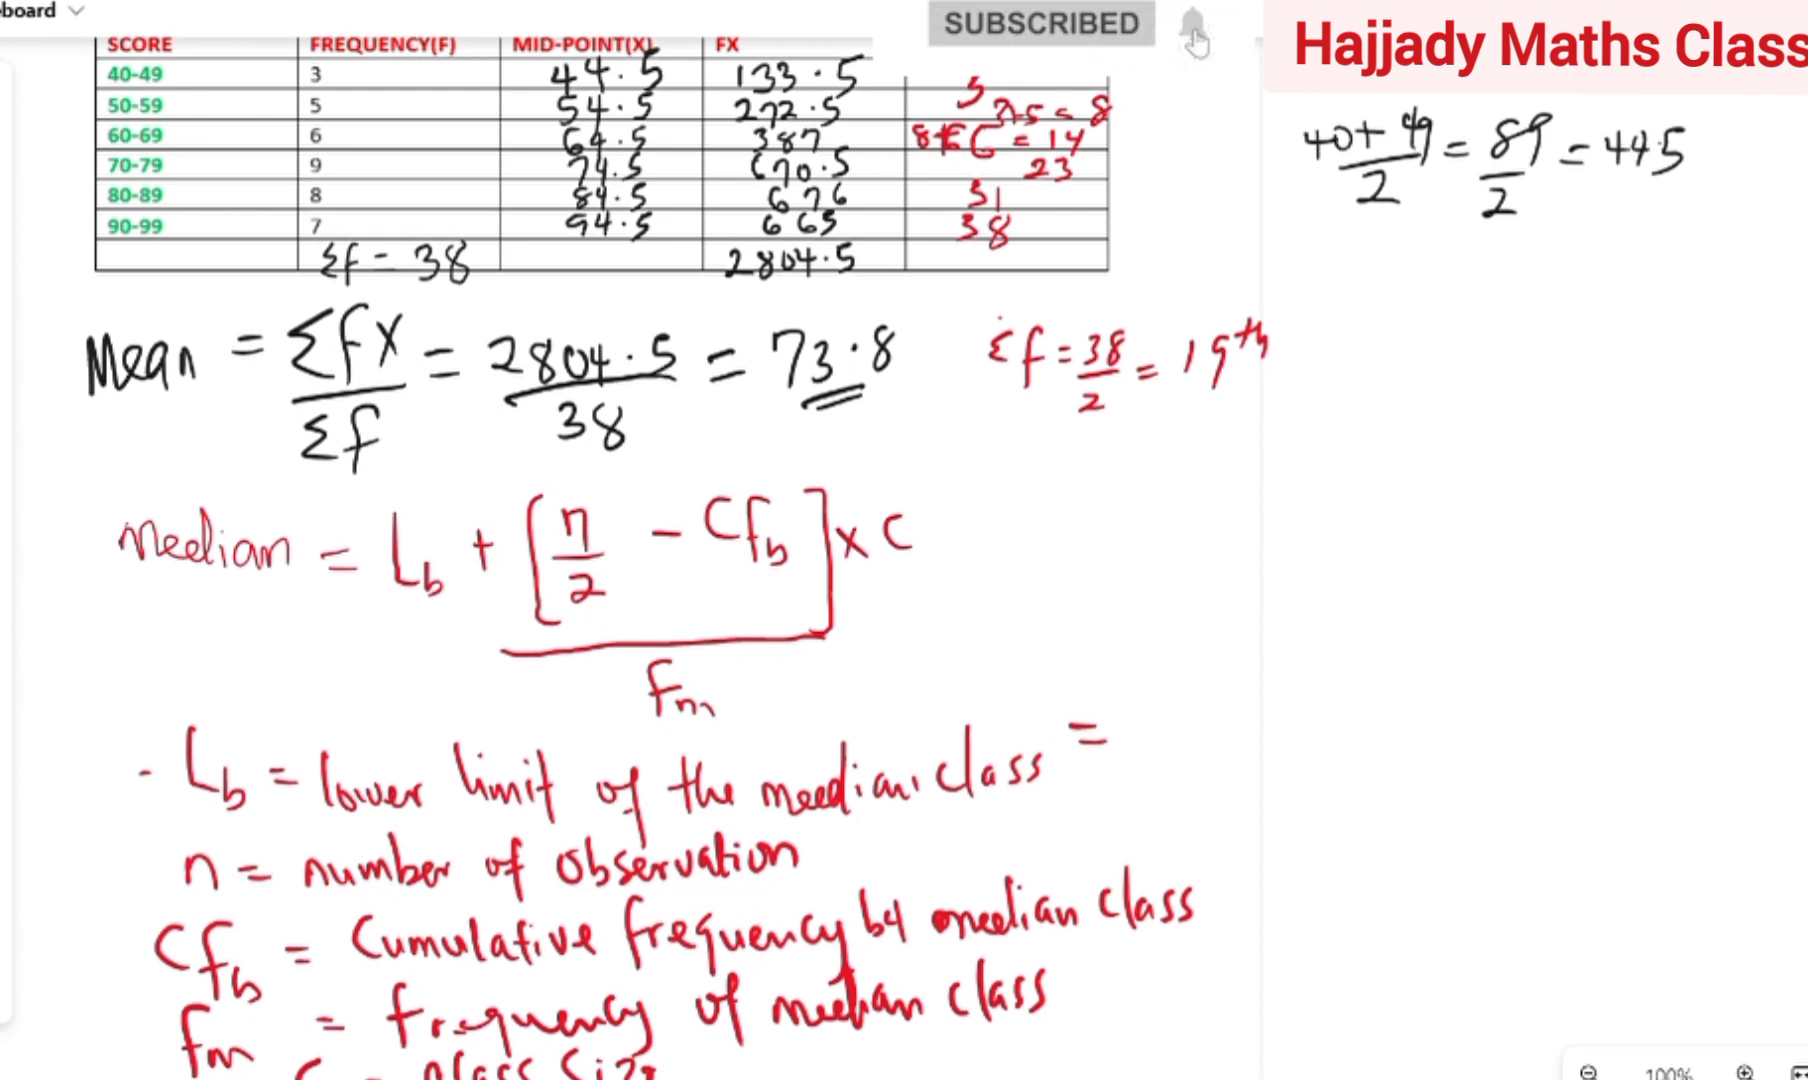 board
SUBSCRIBED
Hajjady Maths Class
SCORE FREQUENCY(F) MID-POINT(X) FX
40-49 3 44.5 133.5 3
50-59 5 54.5 272.5 3+5 = 8
60-69 6 64.5 387 8+6 = 14
70-79 9 74.5 670.5 23
80-89 8 84.5 676 31
90-99 7 94.5 665 38
Σf = 38 2804.5
40+49/2 = 89/2 = 44.5
Mean = Σfx/Σf = 2804.5/38 = 73.8
Σf = 38/2 = 19th
Median = Lb + [n/2 - Cfb] x C
fm
- Lb = lower limit of the median class =
n = number of observation
Cfb = Cumulative frequency b4 median class
fm = frequency of median class
C = class size
100%